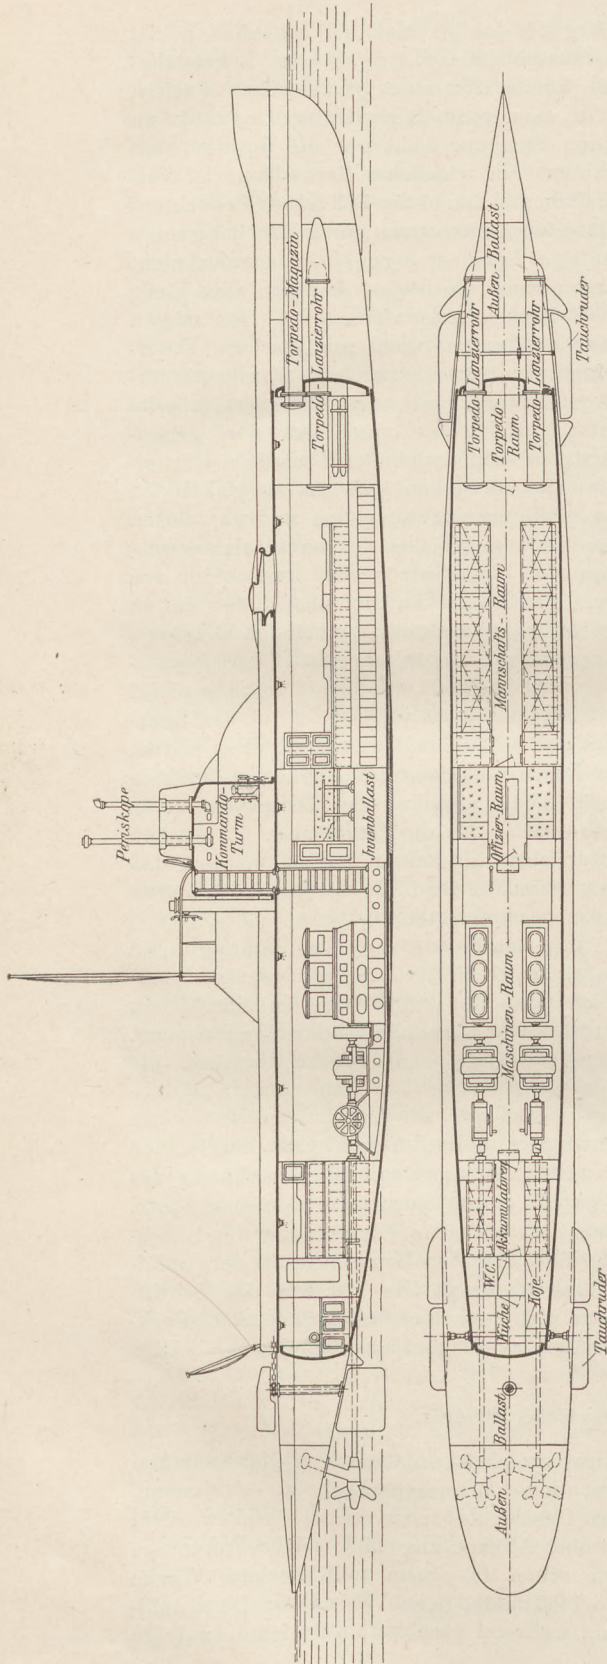 Periskope
Kommando-
Turm
Torpedo-Magazin
Torpedo-Lanzierrohr
Innenballast
Außen-Ballast
Tauchruder
Torpedo Lanzierrohr
Torpedo-
Raum
Torpedo Lanzierrohr
Mannschafts-Raum
Offizier-Raum
Maschinen-Raum
Akkumulatoren
W.C.
Koje
Küche
Außen-Ballast
Tauchruder